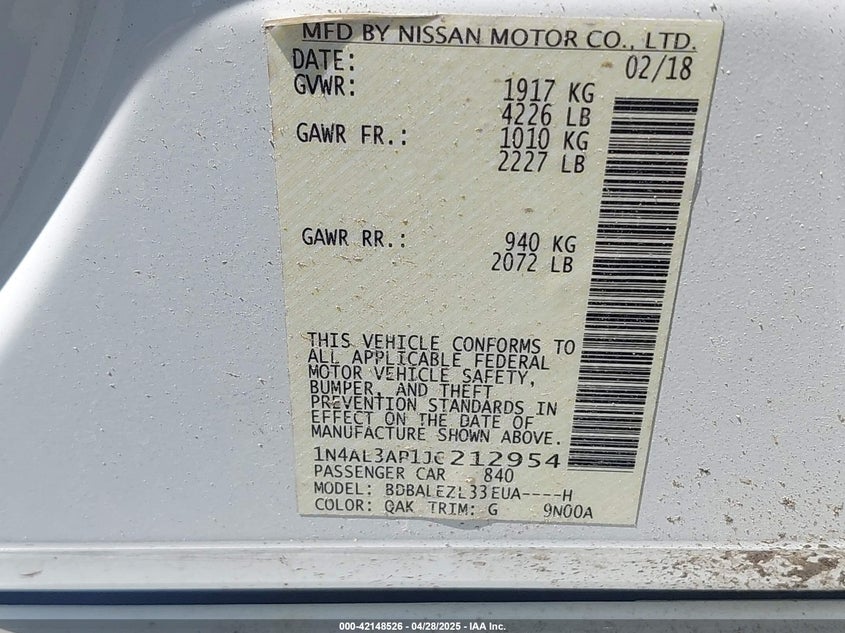 MFD BY NISSAN MOTOR CO., LTD.
DATE: 02/18
GVWR: 1917 KG
4226 LB
GAWR FR.: 1010 KG
2227 LB
GAWR RR.: 940 KG
2072 LB
THIS VEHICLE CONFORMS TO
ALL APPLICABLE FEDERAL
MOTOR VEHICLE SAFETY,
BUMPER, AND THEFT
PREVENTION STANDARDS IN
EFFECT ON THE DATE OF
MANUFACTURE SHOWN ABOVE.
1N4AL3AP1JC212954
PASSENGER CAR 840
MODEL: BDBALEZL33EUA----H
COLOR: QAK TRIM: G 9N00A
000-42148526 - 04/28/2025 - IAA Inc.